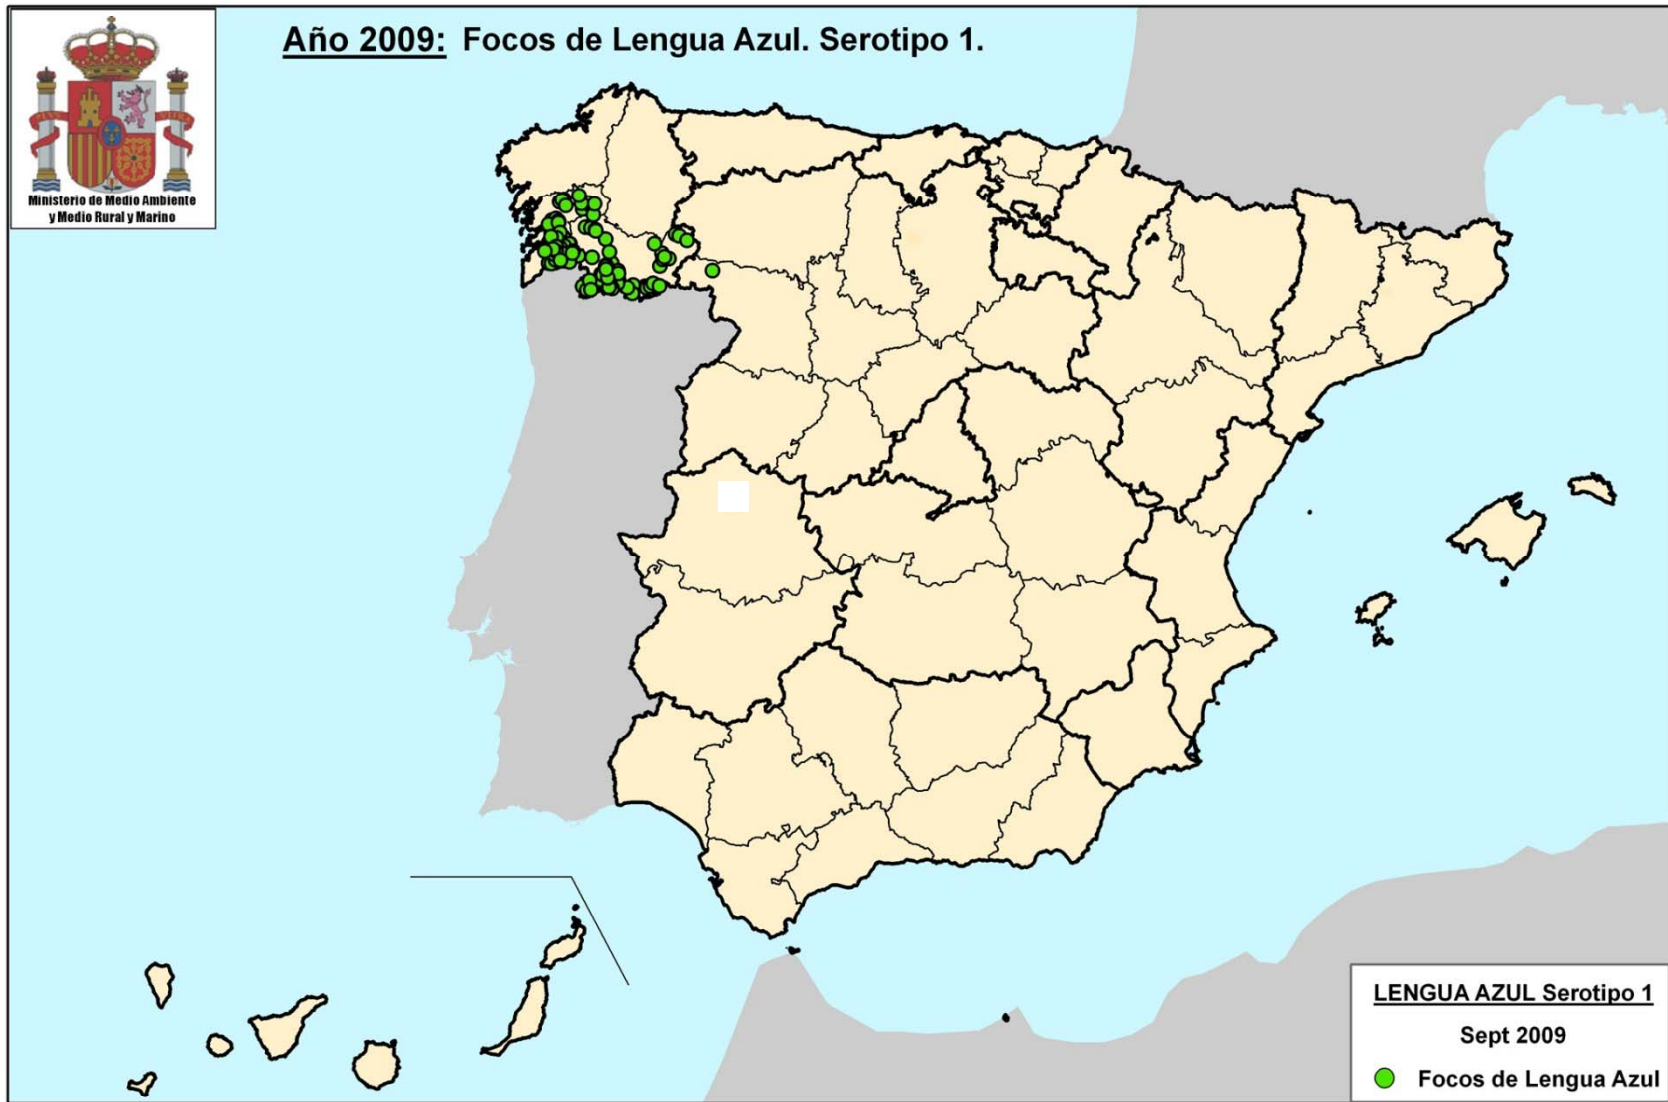 Año 2009: Focos de Lengua Azul. Serotipo 1.
Ministerio de Medio Ambiente
y Medio Rural y Marino
LENGUA AZUL Serotipo 1
Sept 2009
Focos de Lengua Azul